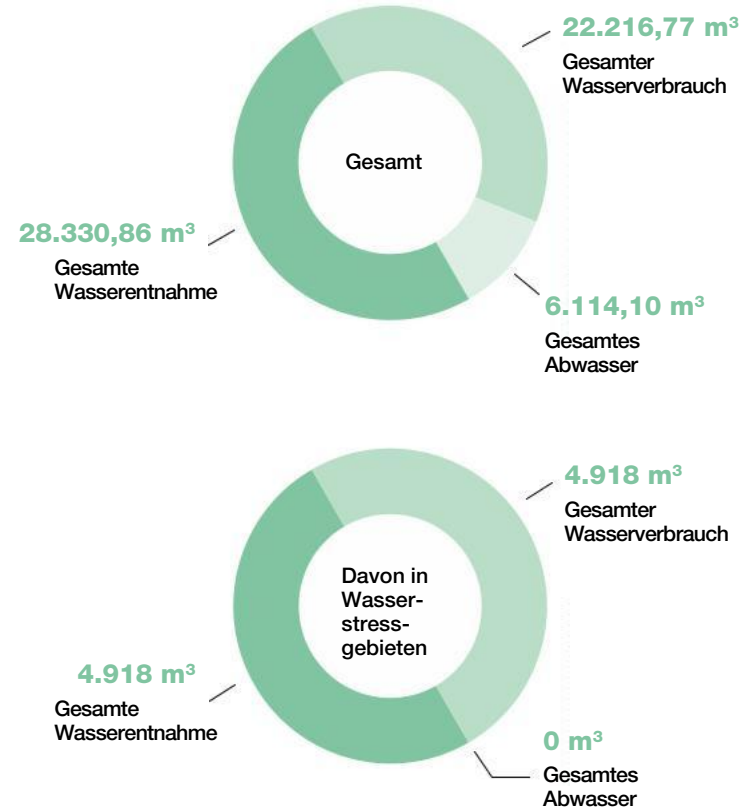 22.216,77 m³
Gesamter
Wasserverbrauch
Gesamt
28.330,86 m³
Gesamte
Wasserentnahme
6.114,10 m³
Gesamtes
Abwasser
4.918 m³
Gesamter
Wasserverbrauch
Davon in
Wasser-
stress-
gebieten
4.918 m³
Gesamte
Wasserentnahme
0 m³
Gesamtes
Abwasser